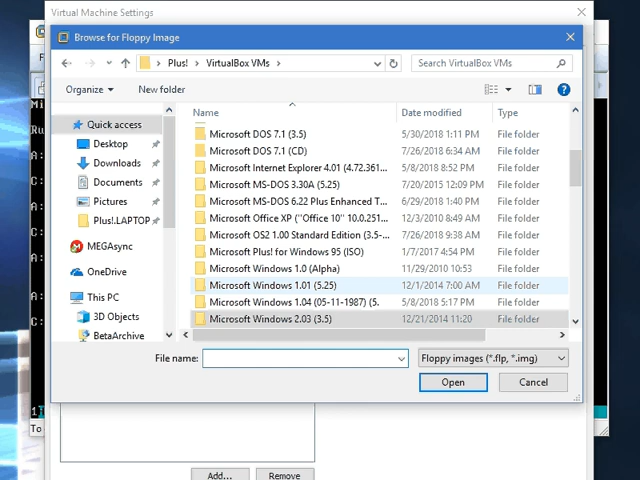 Virtual Machine Settings
Browse for Floppy Image
Plus! > VirtualBox VMs >
Search VirtualBox VMs
Organize
New folder
Name
Date modified
Type
Quick access
Desktop
Downloads
Documents
Pictures
Plus!.LAPTOP
MEGAsync
OneDrive
This PC
3D Objects
BetaArchive
Microsoft DOS 7.1 (3.5) 5/30/2018 1:11 PM File folder
Microsoft DOS 7.1 (CD) 7/26/2018 6:34 AM File folder
Microsoft Internet Explorer 4.01 (4.72.361... 5/8/2018 8:52 PM File folder
Microsoft MS-DOS 3.30A (5.25) 7/20/2015 12:09 PM File folder
Microsoft MS-DOS 6.22 Plus Enhanced T... 6/29/2018 1:40 PM File folder
Microsoft Office XP (''Office 10'' 10.0.251... 12/3/2010 8:49 AM File folder
Microsoft OS2 1.00 Standard Edition (3.5-... 7/26/2018 9:38 AM File folder
Microsoft Plus! for Windows 95 (ISO) 1/7/2017 4:54 PM File folder
Microsoft Windows 1.0 (Alpha) 11/29/2010 10:53 File folder
Microsoft Windows 1.01 (5.25) 12/1/2014 7:00 AM File folder
Microsoft Windows 1.04 (05-11-1987) (5. 5/8/2018 5:17 PM File folder
Microsoft Windows 2.03 (3.5) 12/21/2014 11:20 File folder
File name:
Floppy images (*.flp, *.img)
Open
Cancel
Add...
Remove
Mi
Ru
A:
C:
A:
C:
A:
C:
1
To